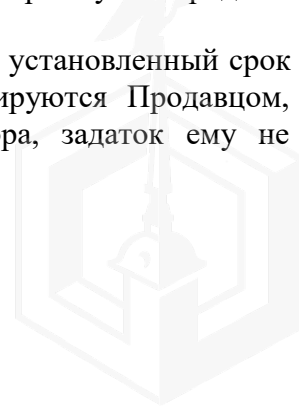 установленный срок
ируются Продавцом,
ра, задаток ему не